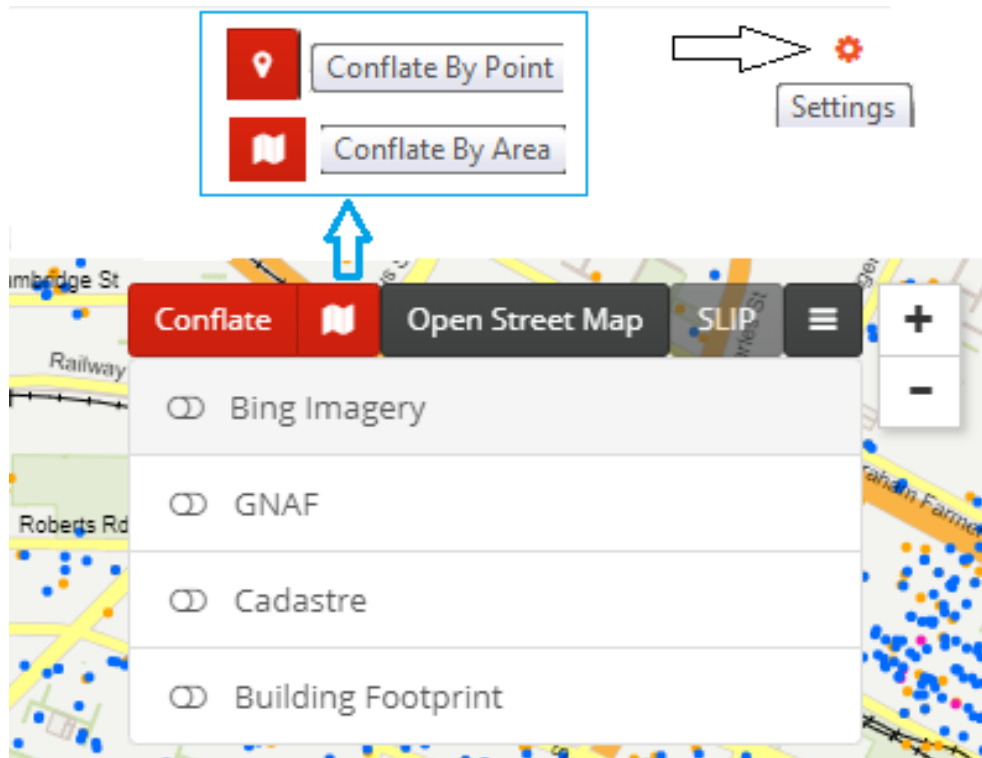 Conflate By Point
Settings
Conflate By Area
Conflate
Open Street Map
SLIP
Railway
Bing Imagery
GNAF
Roberts Rd
Cadastre
Building Footprint